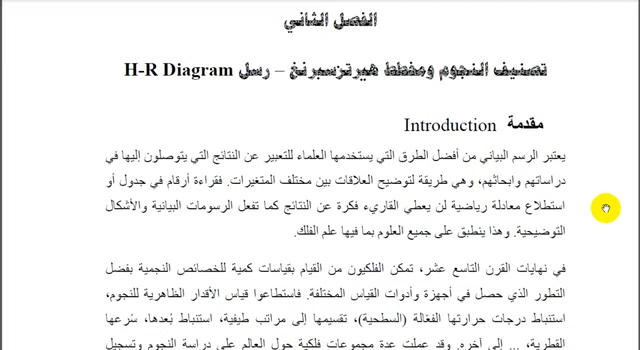 الفصل الثاني
تصنيف النجوم ومخطط هيرتزسبرنغ – رسل H-R Diagram
مقدمة Introduction
يعتبر الرسم البياني من أفضل الطرق التي يستخدمها العلماء للتعبير عن النتائج التي يتوصلون إليها في
دراساتهم وابحاثهم، وهي طريقة لتوضيح العلاقات بين مختلف المتغيرات. فقراءة أرقام في جدول أو
استطلاع معادلة رياضية لن يعطي القاريء فكرة عن النتائج كما تفعل الرسومات البيانية والأشكال
التوضيحية. وهذا ينطبق على جميع العلوم بما فيها علم الفلك.
في نهايات القرن التاسع عشر، تمكن الفلكيون من القيام بقياسات كمية للخصائص النجمية بفضل
التطور الذي حصل في أجهزة وأدوات القياس المختلفة. فاستطاعوا قياس الأقدار الظاهرية للنجوم،
استنباط درجات حرارتها الفعّالة (السطحية)، تقسيمها إلى مراتب طيفية، استنباط بُعدها، سُرعها
القطرية، ... إلى آخره. وقد عملت عدة مجموعات فلكية حول العالم على دراسة النجوم وتسجيل